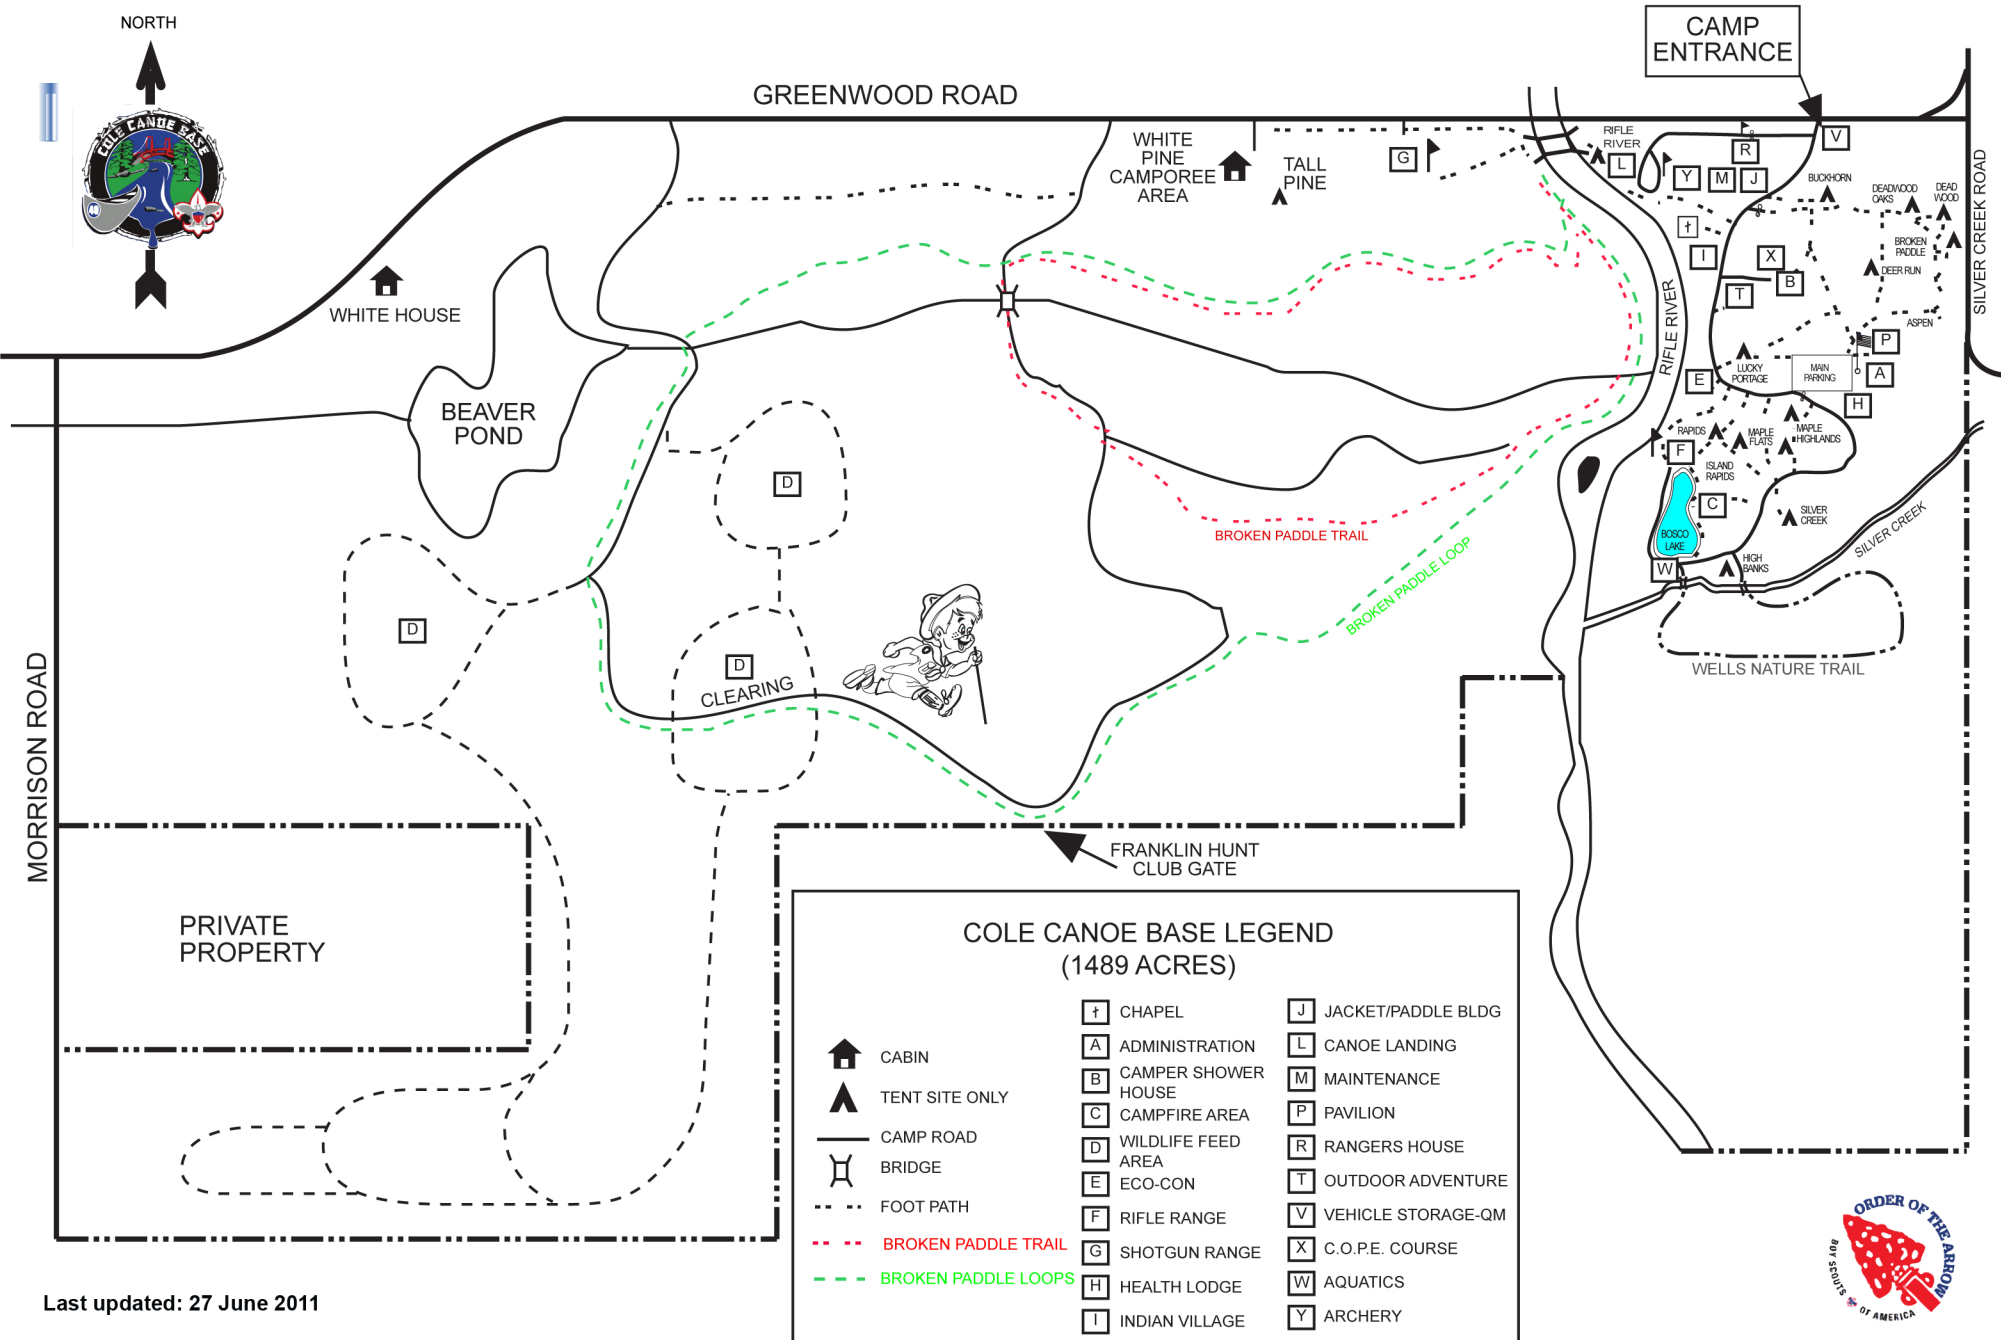 NORTH
COLE CANOE BASE
CAMP
ENTRANCE
GREENWOOD ROAD
WHITE
PINE
CAMPOREE
AREA
TALL
PINE
G
RIFLE
RIVER
L
Y
M
J
R
V
BUCKHORN
DEADWOOD
OAKS
DEAD
WOOD
BROKEN
PADDLE
DEER RUN
SILVER CREEK ROAD
I
X
B
T
ASPEN
RIFLE RIVER
P
LUCKY
PORTAGE
MAIN
PARKING
A
E
H
RAPIDS
MAPLE
FLATS
MAPLE
HIGHLANDS
F
ISLAND
RAPIDS
C
SILVER
CREEK
BOSCO
LAKE
W
HIGH
BANKS
SILVER CREEK
WELLS NATURE TRAIL
WHITE HOUSE
BEAVER
POND
D
BROKEN PADDLE TRAIL
BROKEN PADDLE LOOP
D
D
CLEARING
MORRISON ROAD
FRANKLIN HUNT
CLUB GATE
PRIVATE
PROPERTY
COLE CANOE BASE LEGEND
(1489 ACRES)
CABIN
TENT SITE ONLY
CAMP ROAD
BRIDGE
FOOT PATH
BROKEN PADDLE TRAIL
BROKEN PADDLE LOOPS
CHAPEL
A ADMINISTRATION
B CAMPER SHOWER
HOUSE
C CAMPFIRE AREA
D WILDLIFE FEED
AREA
E ECO-CON
F RIFLE RANGE
G SHOTGUN RANGE
H HEALTH LODGE
I INDIAN VILLAGE
J JACKET/PADDLE BLDG
L CANOE LANDING
M MAINTENANCE
P PAVILION
R RANGERS HOUSE
T OUTDOOR ADVENTURE
V VEHICLE STORAGE-QM
X C.O.P.E. COURSE
W AQUATICS
Y ARCHERY
ORDER OF THE ARROW
BOY SCOUTS OF AMERICA
Last updated: 27 June 2011